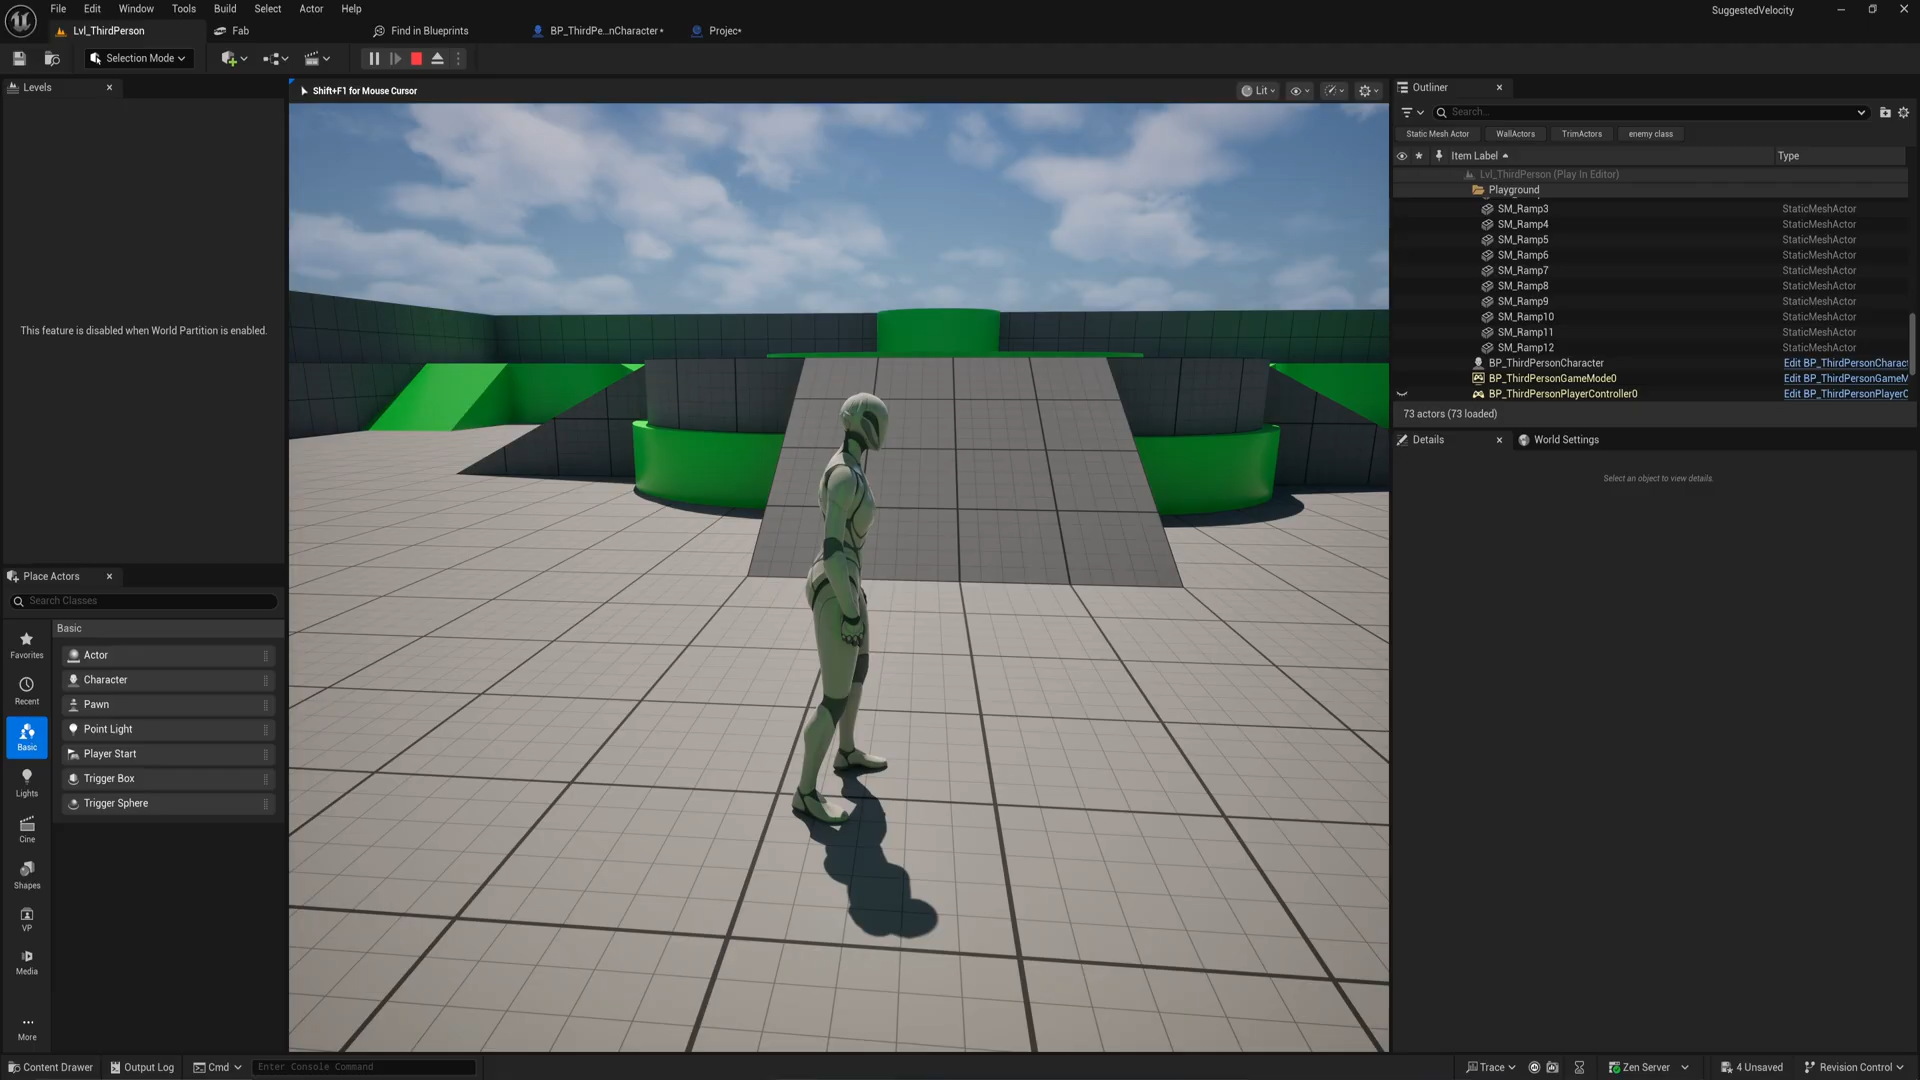 File Edit Window Tools Build Select Actor Help
SuggestedVelocity
Lvl_ThirdPerson
Fab
Find in Blueprints
BP_ThirdPe...nCharacter*
Projec*
Selection Mode
Levels
Shift+F1 for Mouse Cursor
Lit
Outliner
Search...
Static Mesh Actor WallActors TrimActors enemy class
Item Label Type
Lvl_ThirdPerson (Play In Editor)
Playground
SM_Ramp3 StaticMeshActor
SM_Ramp4 StaticMeshActor
SM_Ramp5 StaticMeshActor
SM_Ramp6 StaticMeshActor
SM_Ramp7 StaticMeshActor
SM_Ramp8 StaticMeshActor
SM_Ramp9 StaticMeshActor
SM_Ramp10 StaticMeshActor
SM_Ramp11 StaticMeshActor
SM_Ramp12 StaticMeshActor
BP_ThirdPersonCharacter Edit BP_ThirdPersonCharact
BP_ThirdPersonGameMode0 Edit BP_ThirdPersonGameM
BP_ThirdPersonPlayerController0 Edit BP_ThirdPersonPlayerC
73 actors (73 loaded)
Details
World Settings
Select an object to view details.
This feature is disabled when World Partition is enabled.
Place Actors
Search Classes
Basic
Favorites
Recent
Basic
Lights
Cine
Shapes
VP
Media
More
Actor
Character
Pawn
Point Light
Player Start
Trigger Box
Trigger Sphere
Content Drawer
Output Log
Cmd
Enter Console Command
Trace
Zen Server
4 Unsaved
Revision Control